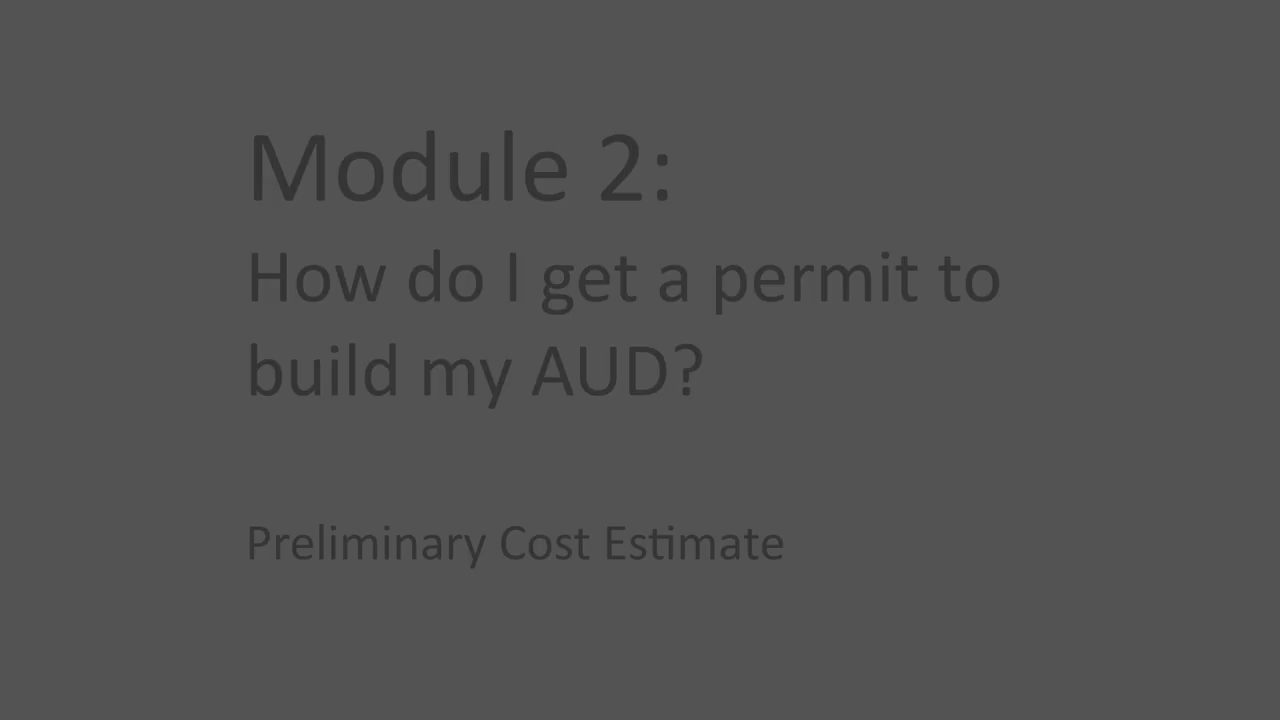 Module 2:
How do I get a permit to
build my AUD?
Preliminary Cost Estimate